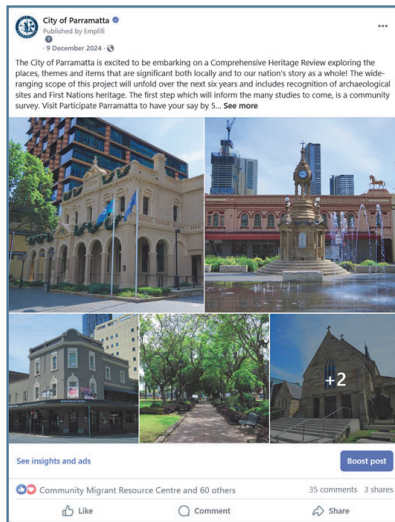 City of Parramatta
Published by Emplifi
?
· 9 December 2024 ·
The City of Parramatta is excited to be embarking on a Comprehensive Heritage Review exploring the
places, themes and items that are significant both locally and to our nation's story as a whole! The wide-
ranging scope of this project will unfold over the next six years and includes recognition of archaeological
sites and First Nations heritage. The first step which will inform the many studies to come, is a community
survey. Visit Participate Parramatta to have your say by 5... See more
+2
See insights and ads
Boost post
Community Migrant Resource Centre and 60 others
35 comments 3 shares
Like
Comment
Share